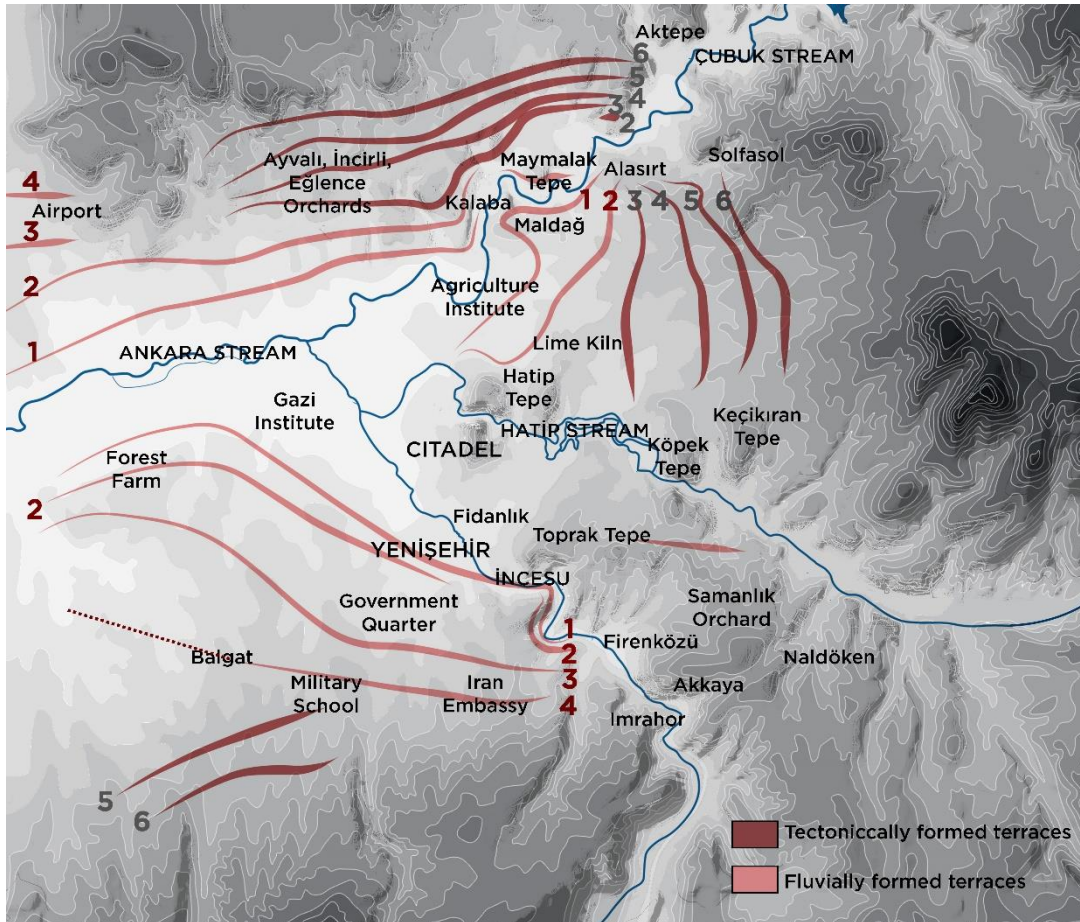 Aktepe
6
ÇUBUK STREAM
5
4
3
2
Ayvalı, İncirli,
Eğlence
Orchards
Maymalak
Tepe
Alasırt
Solfasol
4
Airport
Kalaba
1
2
3
4
5
6
Maldağ
3
2
Agriculture
Institute
1
ANKARA STREAM
Lime Kiln
Hatip
Tepe
Gazi
Institute
CITADEL
HATİP STREAM
Keçikıran
Tepe
Köpek
Tepe
Forest
Farm
2
Fidanlık
Toprak Tepe
YENİŞEHİR
İNCESU
Government
Quarter
Samanlık
Orchard
1
Firenközü
2
Balgat
Naldöken
Military
School
Iran
Embassy
3
4
Akkaya
İmrahor
5
6
Tectoniccally formed terraces
Fluvially formed terraces